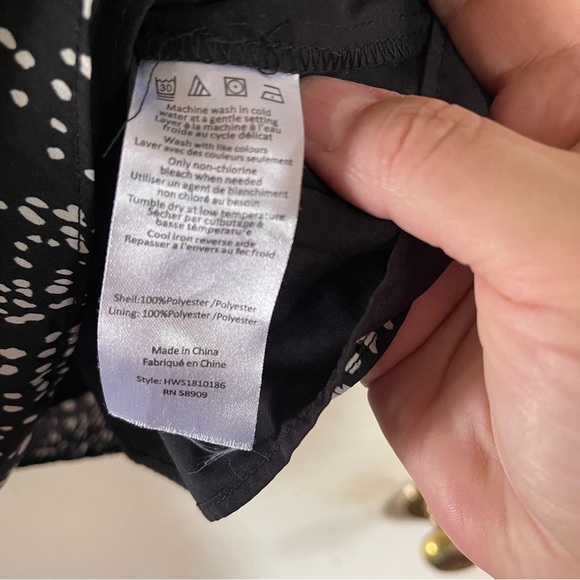 30
Machine wash in cold
water at a gentle setting
Layer à la machine à l'eau
froide au cycle délicat
Wash with like colours
Layer avec des couleurs seulement
Only non-chlorine
bleach when needed
Utiliser un agent de blanchiment
non chloré au besoin
Tumble dry at low temperature
Sécher par culbutage à
basse température
Cool iron reverse side
Repasser a l'envers au fer froid
Shell:100%Polyester /Polyester
Lining: 100%Polyester /Polyester
Made in China
Fabriqué en Chine
Style: HWS1810186
RN 58909